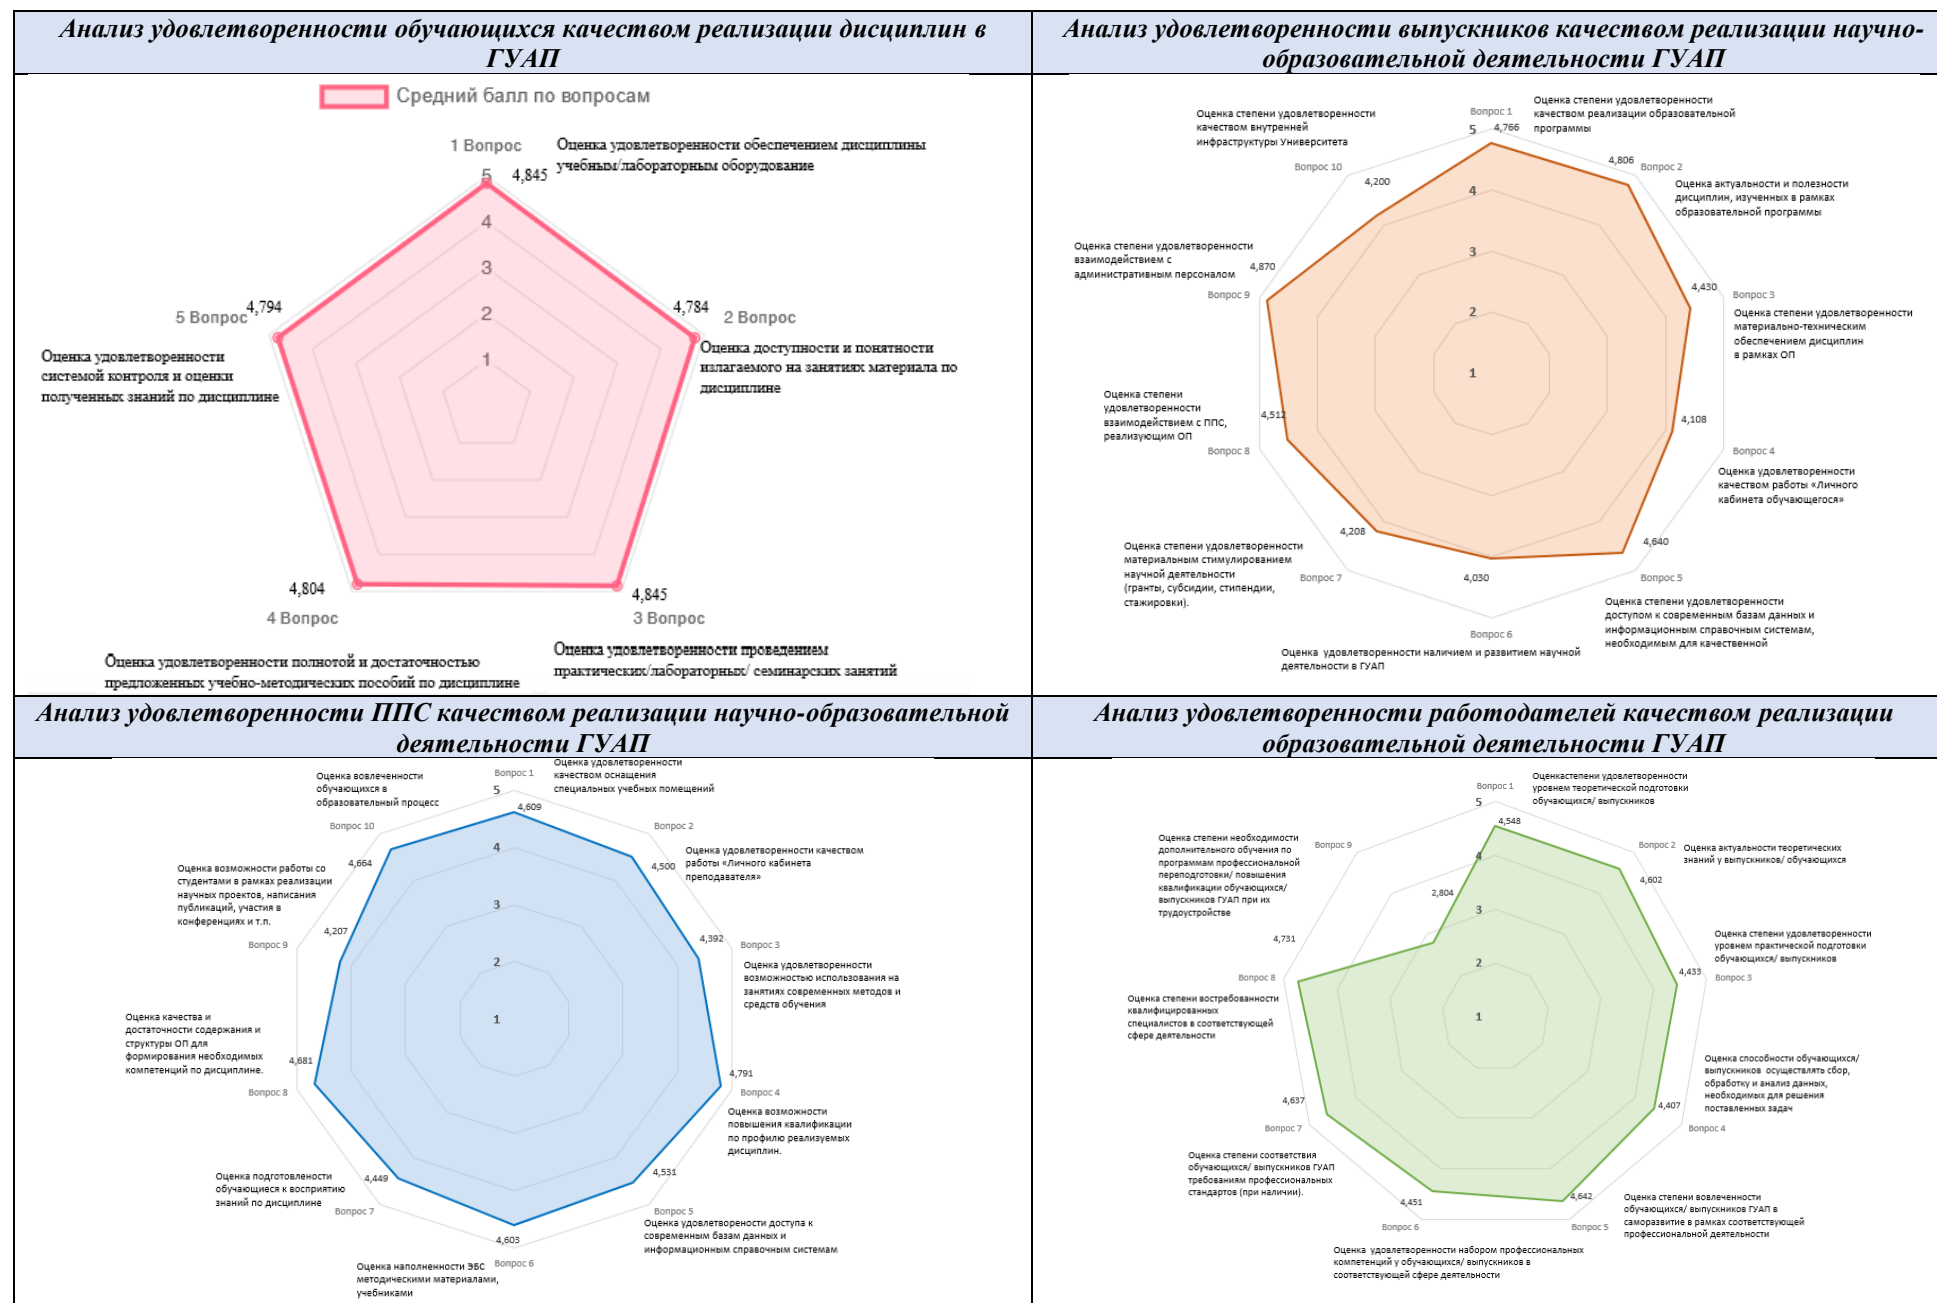 Анализ удовлетворенности обучающихся качеством реализации дисциплин в
ГУАП
Средний балл по вопросам
1 Вопрос
Оценка удовлетворенности обеспечением дисциплины
учебным/лабораторным оборудование
5
4,845
4
3
2
1
4,784
2 Вопрос
Оценка доступности и понятности
излагаемого на занятиях материала по
дисциплине
4,845
3 Вопрос
Оценка удовлетворенности проведением
практических/лабораторных/ семинарских занятий
4,804
4 Вопрос
Оценка удовлетворенности полнотой и достаточностью
предложенных учебно-методических пособий по дисциплине
4,794
5 Вопрос
Оценка удовлетворенности
системой контроля и оценки
полученных знаний по дисциплине
Анализ удовлетворенности выпускников качеством реализации научно-
образовательной деятельности ГУАП
Вопрос 1
Оценка степени удовлетворенности
качеством реализации образовательной
программы
5
4,766
4
3
2
1
4,806
Вопрос 2
Оценка актуальности и полезности
дисциплин, изученных в рамках
образовательной программы
4,430
Вопрос 3
Оценка степени удовлетворенности
материально-техническим
обеспечением дисциплин
в рамках ОП
4,108
Вопрос 4
Оценка удовлетворенности
качеством работы «Личного
кабинета обучающегося»
4,640
Вопрос 5
Оценка степени удовлетворенности
доступом к современным базам данных и
информационным справочным системам,
необходимым для качественной
4,030
Вопрос 6
Оценка удовлетворенности наличием и развитием научной
деятельности в ГУАП
4,208
Вопрос 7
Оценка степени удовлетворенности
материальным стимулированием
научной деятельности
(гранты, субсидии, стипендии,
стажировки).
4,512
Вопрос 8
Оценка степени
удовлетворенности
взаимодействием с ППС,
реализующим ОП
4,870
Вопрос 9
Оценка степени удовлетворенности
взаимодействием с
административным персоналом
4,200
Вопрос 10
Оценка степени удовлетворенности
качеством внутренней
инфраструктуры Университета
Анализ удовлетворенности ППС качеством реализации научно-образовательной
деятельности ГУАП
Вопрос 1
Оценка удовлетворенности
качеством оснащения
специальных учебных помещений
5
4,609
4
3
2
1
4,500
Вопрос 2
Оценка удовлетворенности качеством
работы «Личного кабинета
преподавателя»
4,392
Вопрос 3
Оценка удовлетворенности
возможностью использования на
занятиях современных методов и
средств обучения
4,791
Вопрос 4
Оценка возможности
повышения квалификации
по профилю реализуемых
дисциплин.
4,531
Вопрос 5
Оценка удовлетворености доступа к
современным базам данных и
информационным справочным системам
4,603
Вопрос 6
Оценка наполненности ЭБС
методическими материалами,
учебниками
4,449
Вопрос 7
Оценка подготовлености
обучающиеся к восприятию
знаний по дисциплине
4,681
Вопрос 8
Оценка качества и
достаточности содержания и
структуры ОП для
формирования необходимых
компетенций по дисциплине.
4,207
Вопрос 9
Оценка возможности работы со
студентами в рамках реализации
научных проектов, написания
публикаций, участия в
конференциях и т.п.
4,664
Вопрос 10
Оценка вовлеченности
обучающихся в
образовательный процесс
Анализ удовлетворенности работодателей качеством реализации
образовательной деятельности ГУАП
Вопрос 1
Оценкастепени удовлетворенности
уровнем теоретической подготовки
обучающихся/ выпускников
5
4,548
4
3
2
1
4,602
Вопрос 2
Оценка актуальности теоретических
знаний у выпускников/ обучающихся
4,433
Вопрос 3
Оценка степени удовлетворенности
уровнем практической подготовки
обучающихся/ выпускников
4,407
Вопрос 4
Оценка способности обучающихся/
выпускников осуществлять сбор,
обработку и анализ данных,
необходимых для решения
поставленных задач
4,642
Вопрос 5
Оценка степени вовлеченности
обучающихся/ выпускников ГУАП в
саморазвитие в рамках соответствующей
профессиональной деятельности
4,451
Вопрос 6
Оценка удовлетворенности набором профессиональных
компетенций у обучающихся/ выпускников в
соответствующей сфере деятельности
4,637
Вопрос 7
Оценка степени соответствия
обучающихся/ выпускников ГУАП
требованиям профессиональных
стандартов (при наличии).
4,731
Вопрос 8
Оценка степени востребованности
квалифицированных
специалистов в соответствующей
сфере деятельности
2,804
Вопрос 9
Оценка степени необходимости
дополнительного обучения по
программам профессиональной
переподготовки/ повышения
квалификации обучающихся/
выпускников ГУАП при их
трудоустройстве